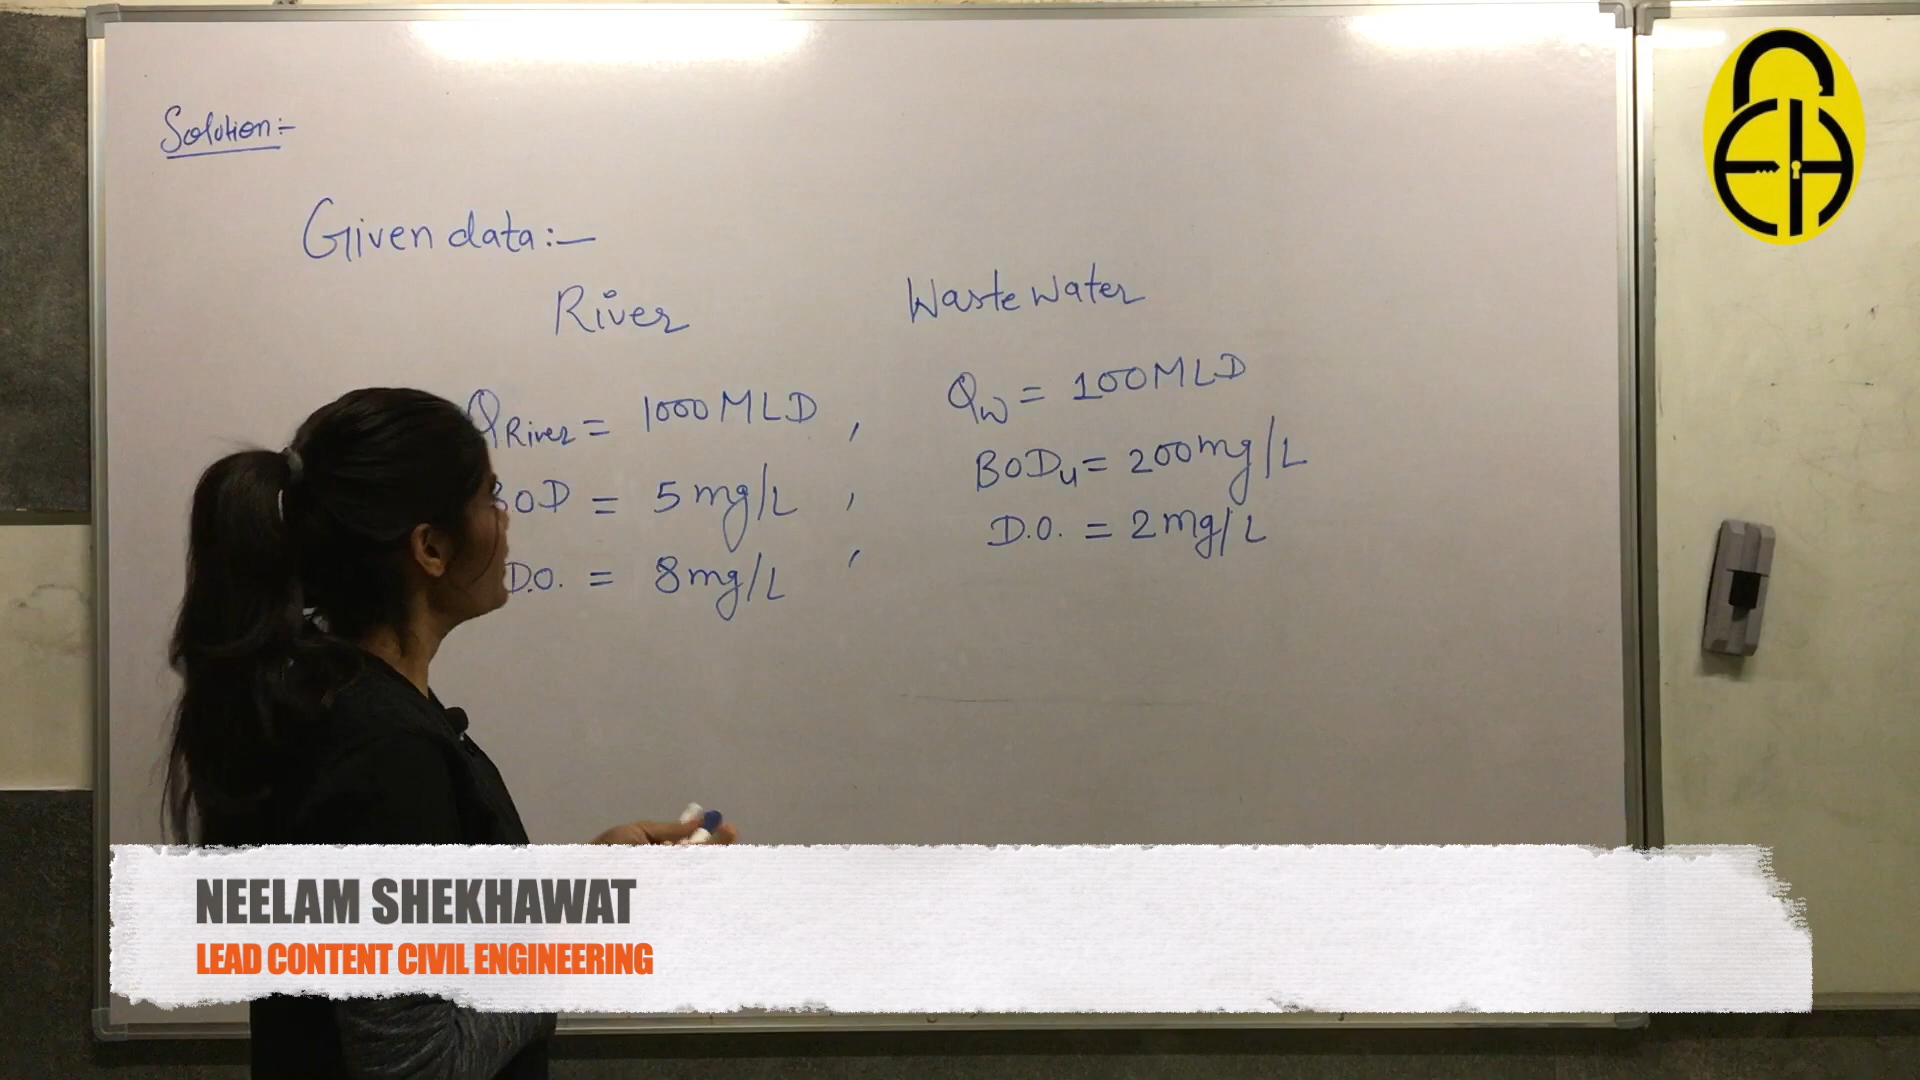 Solution:-
Given data:-
River
Waste water
QRiver = 1000 MLD ,
Qw = 100 MLD
BOD = 5 mg/L ,
BODu = 200 mg/L
D.O. = 8 mg/L ,
D.O. = 2 mg/L
NEELAM SHEKHAWAT
LEAD CONTENT CIVIL ENGINEERING